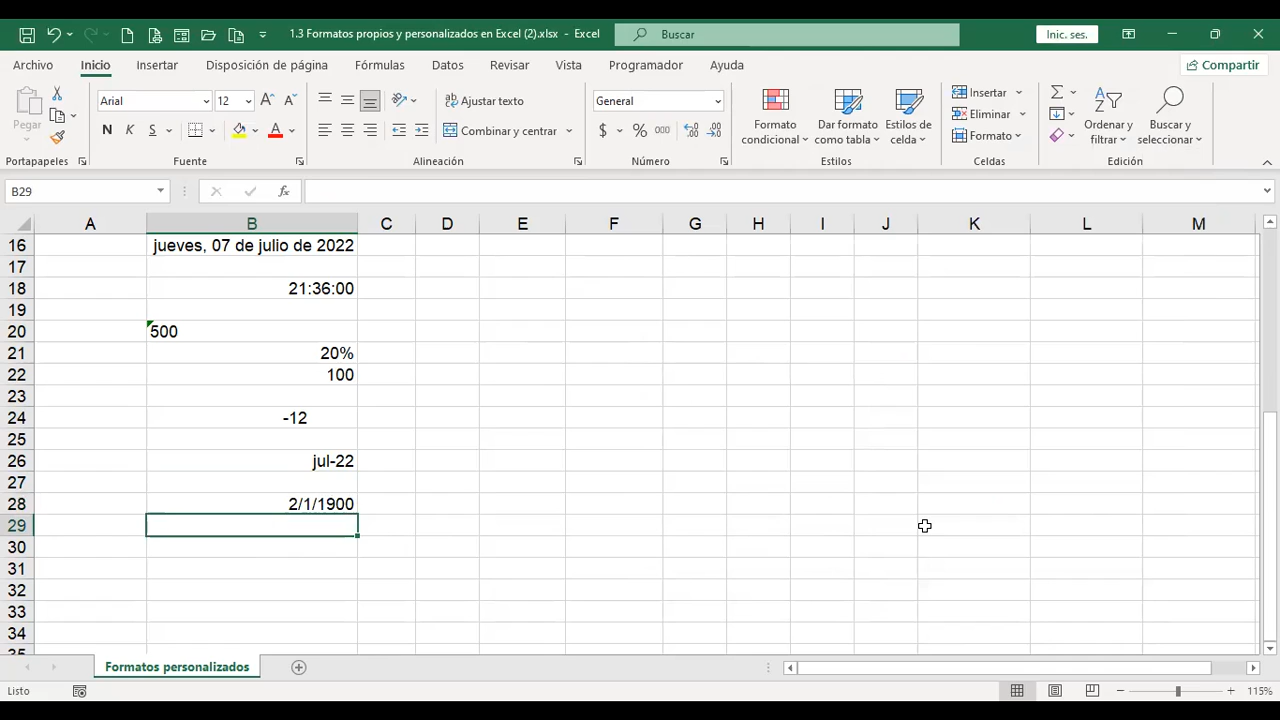 1.3 Formatos propios y personalizados en Excel (2).xlsx - Excel
Buscar
Inic. ses.
Archivo Inicio Insertar Disposición de página Fórmulas Datos Revisar Vista Programador Ayuda Compartir
Pegar
Portapapeles
Arial 12
N K S A
Fuente
Ajustar texto
Combinar y centrar
Alineación
General
$ % 000
Número
Formato condicional
Dar formato como tabla
Estilos de celda
Estilos
Insertar
Eliminar
Formato
Celdas
Ordenar y filtrar
Buscar y seleccionar
Edición
B29 fx
A B C D E F G H I J K L M
16 jueves, 07 de julio de 2022
17
18 21:36:00
19
20 500
21 20%
22 100
23
24 -12
25
26 jul-22
27
28 2/1/1900
29
30
31
32
33
34
35
Formatos personalizados
Listo 115%